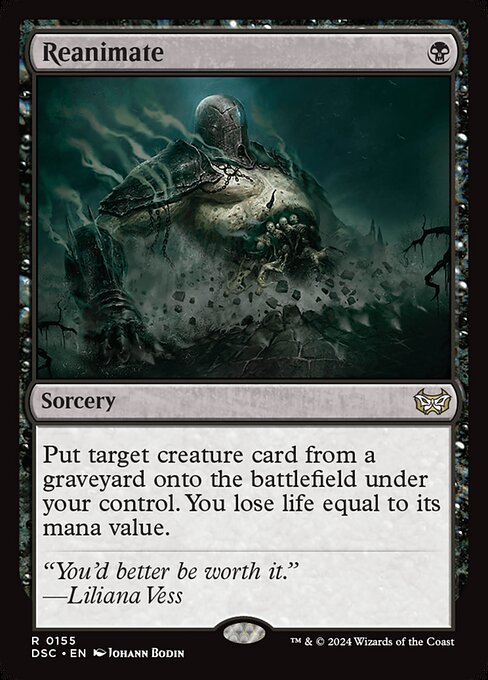 Reanimate
Sorcery
Put target creature card from a
graveyard onto the battlefield under
your control. You lose life equal to its
mana value.
“You’d better be worth it.”
—Liliana Vess
R 0155
DSC • EN Johann Bodin
™ & © 2024 Wizards of the Coast